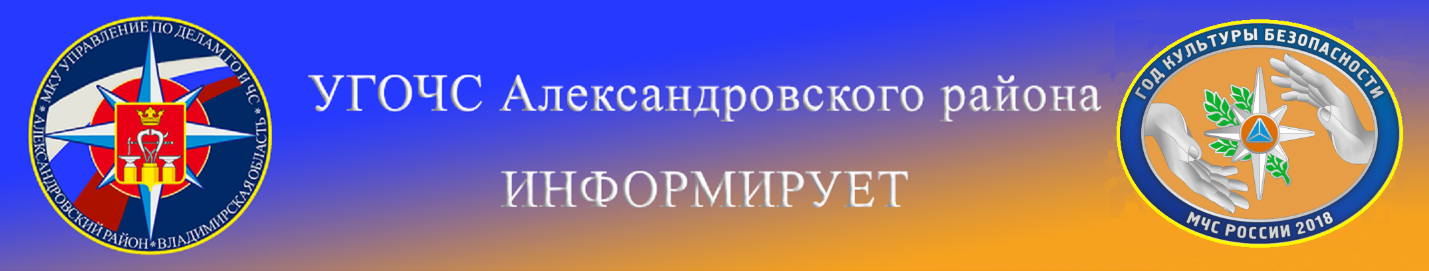 МКУ УПРАВЛЕНИЕ ПО ДЕЛАМ ГО И ЧС
АЛЕКСАНДРОВСКИЙ РАЙОН * ВЛАДИМИРСКАЯ ОБЛАСТЬ
УГОЧС Александровского района
ИНФОРМИРУЕТ
ГОД КУЛЬТУРЫ БЕЗОПАСНОСТИ
МЧС РОССИИ 2018